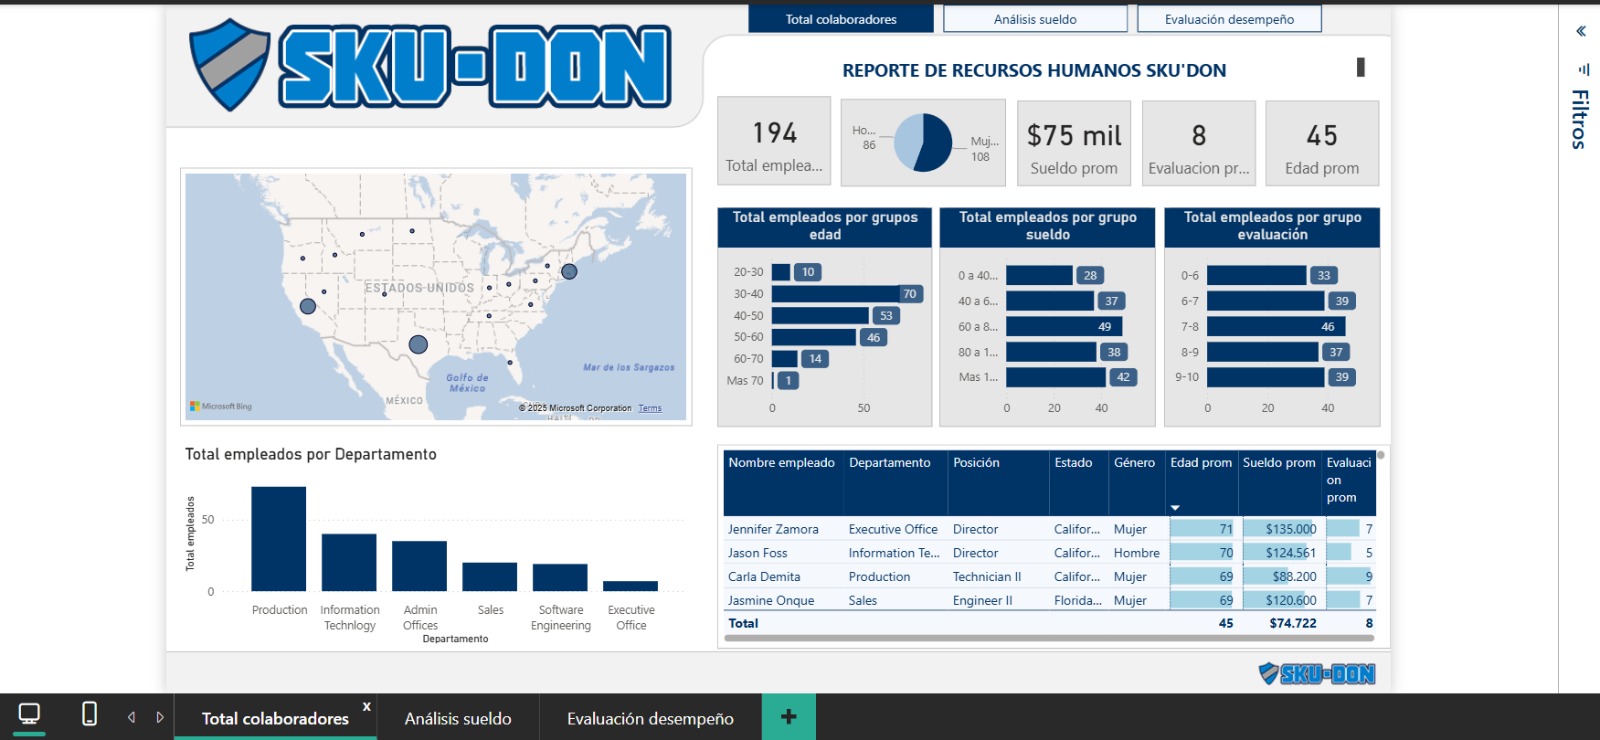 SKU-DON
Total colaboradores
Análisis sueldo
Evaluación desempeño
REPORTE DE RECURSOS HUMANOS SKU'DON
194
Total emplea...
Ho...
86
Muj...
108
$75 mil
Sueldo prom
8
Evaluacion pr...
45
Edad prom
Filtros
ESTADOS UNIDOS
MÉXICO
Golfo de
México
Mar de los Sargazos
Microsoft Bing
© 2025 Microsoft Corporation Terms
Total empleados por grupos
edad
20-30 10
30-40 70
40-50 53
50-60 46
60-70 14
Mas 70 1
0 50
Total empleados por grupo
sueldo
0 a 40... 28
40 a 6... 37
60 a 8... 49
80 a 1... 38
Mas 1... 42
0 20 40
Total empleados por grupo
evaluación
0-6 33
6-7 39
7-8 46
8-9 37
9-10 39
0 20 40
Total empleados por Departamento
Total empleados
50
0
Production
Information
Technlogy
Admin
Offices
Sales
Software
Engineering
Executive
Office
Departamento
Nombre empleado Departamento Posición Estado Género Edad prom Sueldo prom Evaluaci
on
prom
Jennifer Zamora Executive Office Director Califor... Mujer 71 $135.000 7
Jason Foss Information Te... Director Califor... Hombre 70 $124.561 5
Carla Demita Production Technician II Califor... Mujer 69 $88.200 9
Jasmine Onque Sales Engineer II Florida... Mujer 69 $120.600 7
Total 45 $74.722 8
SKU-DON
Total colaboradores x
Análisis sueldo
Evaluación desempeño
+